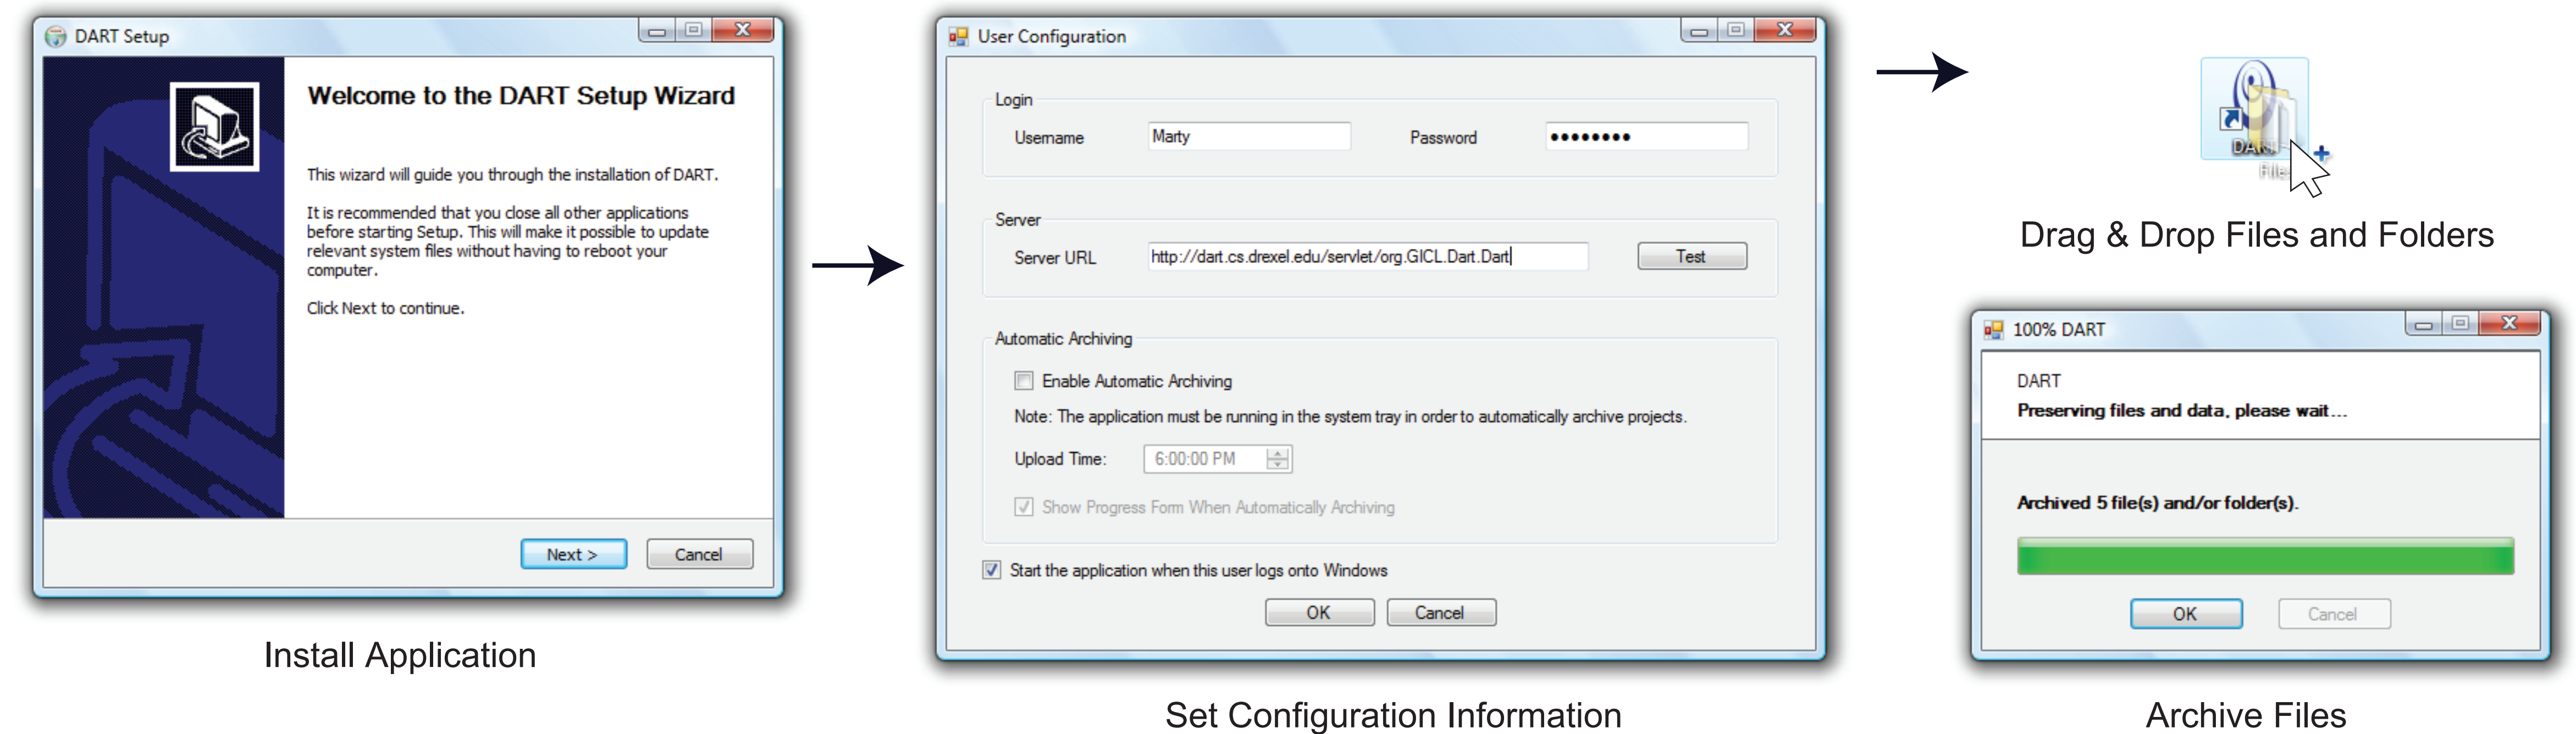 DART Setup
Welcome to the DART Setup Wizard
This wizard will guide you through the installation of DART.
It is recommended that you close all other applications
before starting Setup. This will make it possible to update
relevant system files without having to reboot your
computer.
Click Next to continue.
Next >
Cancel
Install Application
User Configuration
Login
Username
Marty
Password
••••••••
Server
Server URL
http://dart.cs.drexel.edu/servlet/org.GICL.Dart.Dart
Test
Automatic Archiving
Enable Automatic Archiving
Note: The application must be running in the system tray in order to automatically archive projects.
Upload Time:
6:00:00 PM
Show Progress Form When Automatically Archiving
Start the application when this user logs onto Windows
OK
Cancel
Set Configuration Information
DART
Drag & Drop Files and Folders
100% DART
DART
Preserving files and data, please wait...
Archived 5 file(s) and/or folder(s).
OK
Cancel
Archive Files